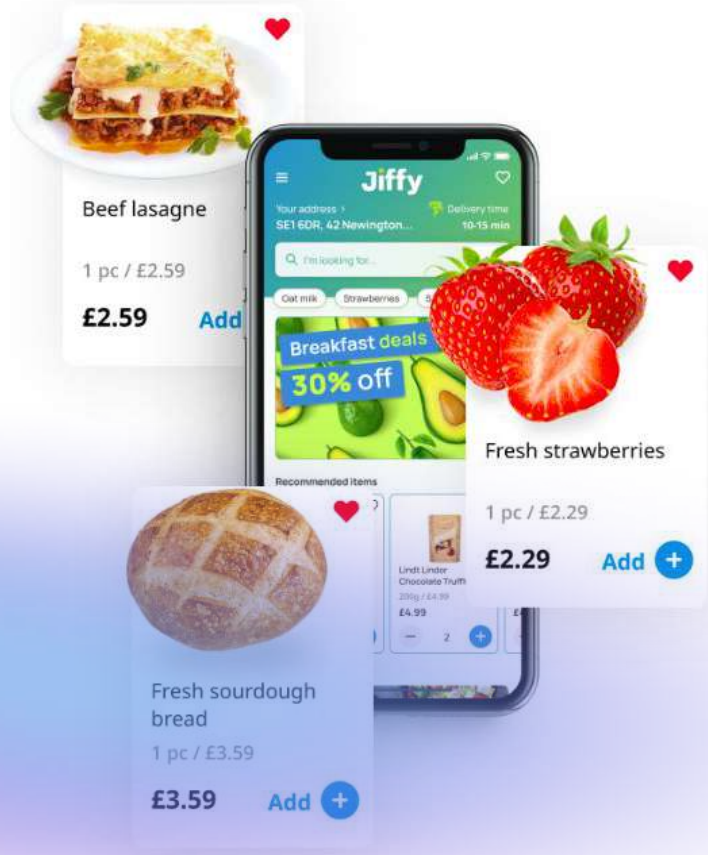 Beef lasagne
1 pc / £2.59
£2.59
Add
Jiffy
Your address ›
SE1 6DR, 42 Newington...
Delivery time
10-15 min
I'm looking for...
Oat milk
Strawberries
Breakfast deals
30% off
Recommended items
Fresh strawberries
1 pc / £2.29
£2.29
Add
Lindt Lindor
Chocolate Truffl
200g / £4.99
£4.99
2
Fresh sourdough
bread
1 pc / £3.59
£3.59
Add